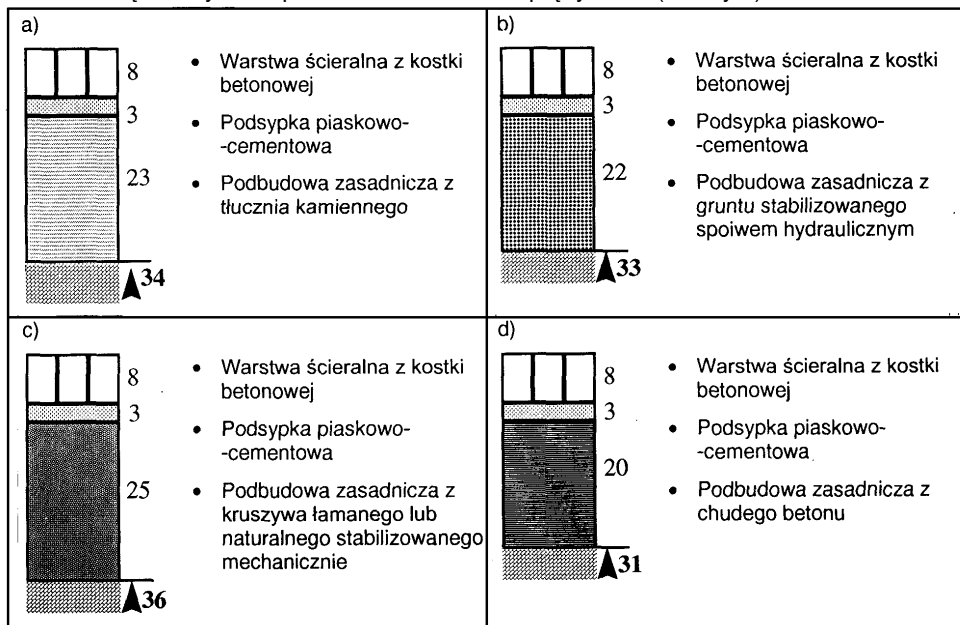 a)
8
3
23
34
• Warstwa ścieralna z kostki
betonowej
• Podsypka piaskowo-
-cementowa
• Podbudowa zasadnicza z
tłucznia kamiennego
b)
8
3
22
33
• Warstwa ścieralna z kostki
betonowej
• Podsypka piaskowo-
-cementowa
• Podbudowa zasadnicza z
gruntu stabilizowanego
spoiwem hydraulicznym
c)
8
3
25
36
• Warstwa ścieralna z kostki
betonowej
• Podsypka piaskowo-
-cementowa
• Podbudowa zasadnicza z
kruszywa łamanego lub
naturalnego stabilizowanego
mechanicznie
d)
8
3
20
31
• Warstwa ścieralna z kostki
betonowej
• Podsypka piaskowo-
-cementowa
• Podbudowa zasadnicza z
chudego betonu